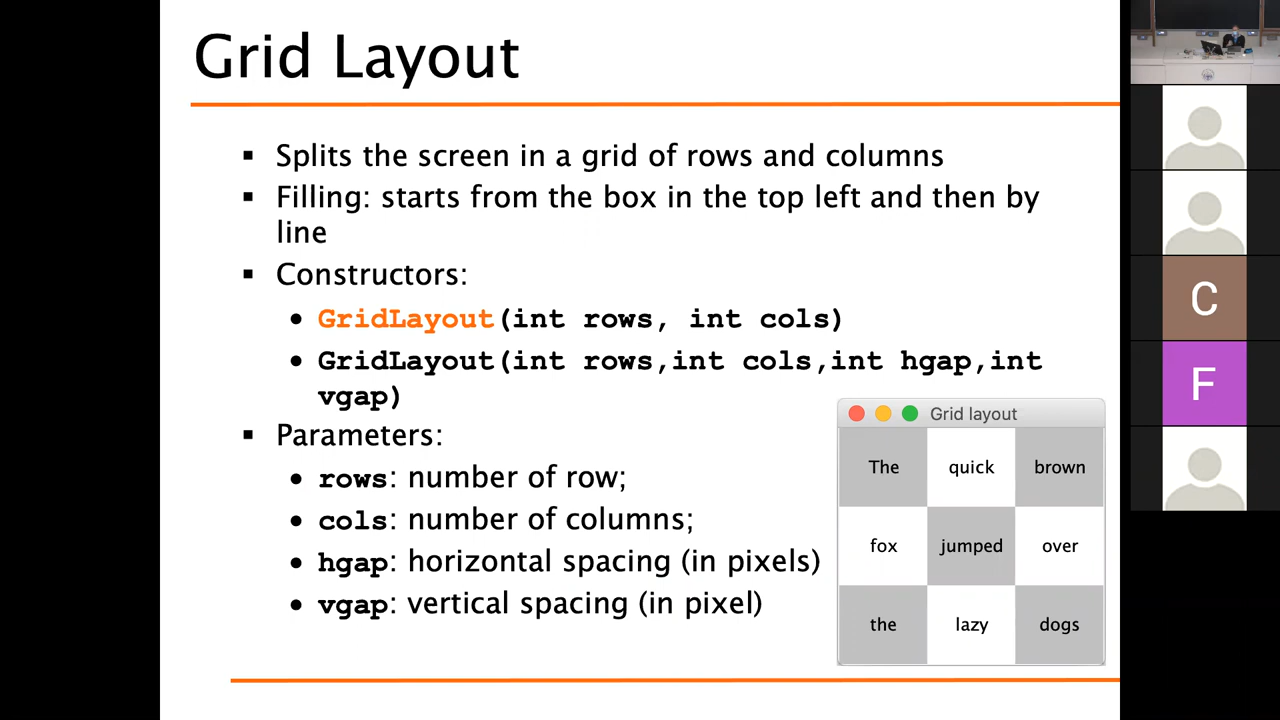 Grid Layout
▪ Splits the screen in a grid of rows and columns
▪ Filling: starts from the box in the top left and then by
line
▪ Constructors:
• GridLayout(int rows, int cols)
• GridLayout(int rows,int cols,int hgap,int
vgap)
▪ Parameters:
• rows: number of row;
• cols: number of columns;
• hgap: horizontal spacing (in pixels)
• vgap: vertical spacing (in pixel)
Grid layout
The quick brown
fox jumped over
the lazy dogs
C
F